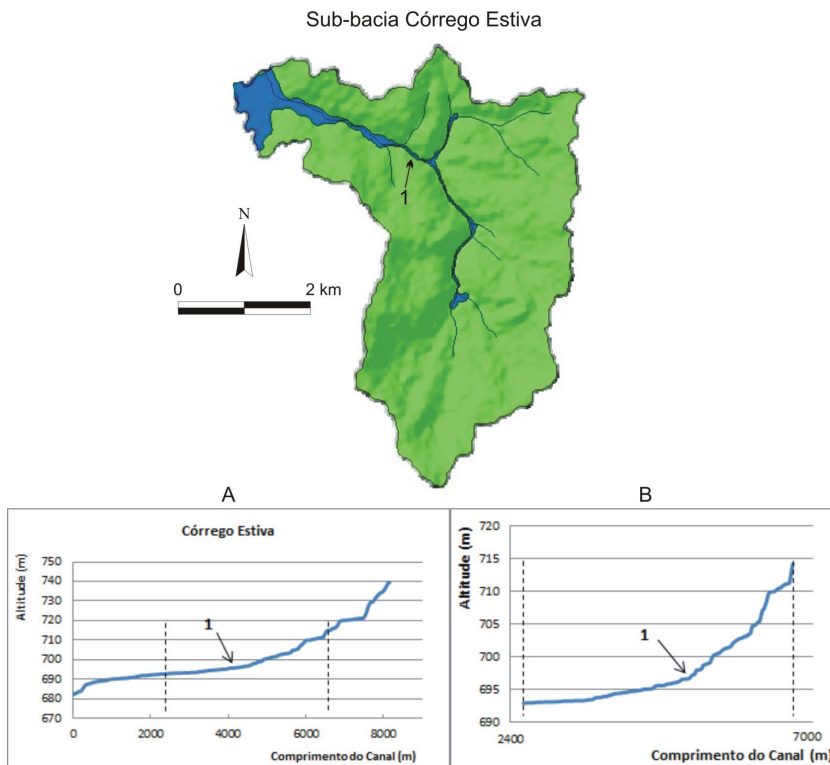 Sub-bacia Córrego Estiva
1
N
0 2 km
A
Córrego Estiva
Altitude (m)
750
740
730
720
710
700
690
680
670
1
0 2000 4000 6000 8000
Comprimento do Canal (m)
B
Altitude (m)
720
715
710
705
700
695
690
1
2400 7000
Comprimento do Canal (m)